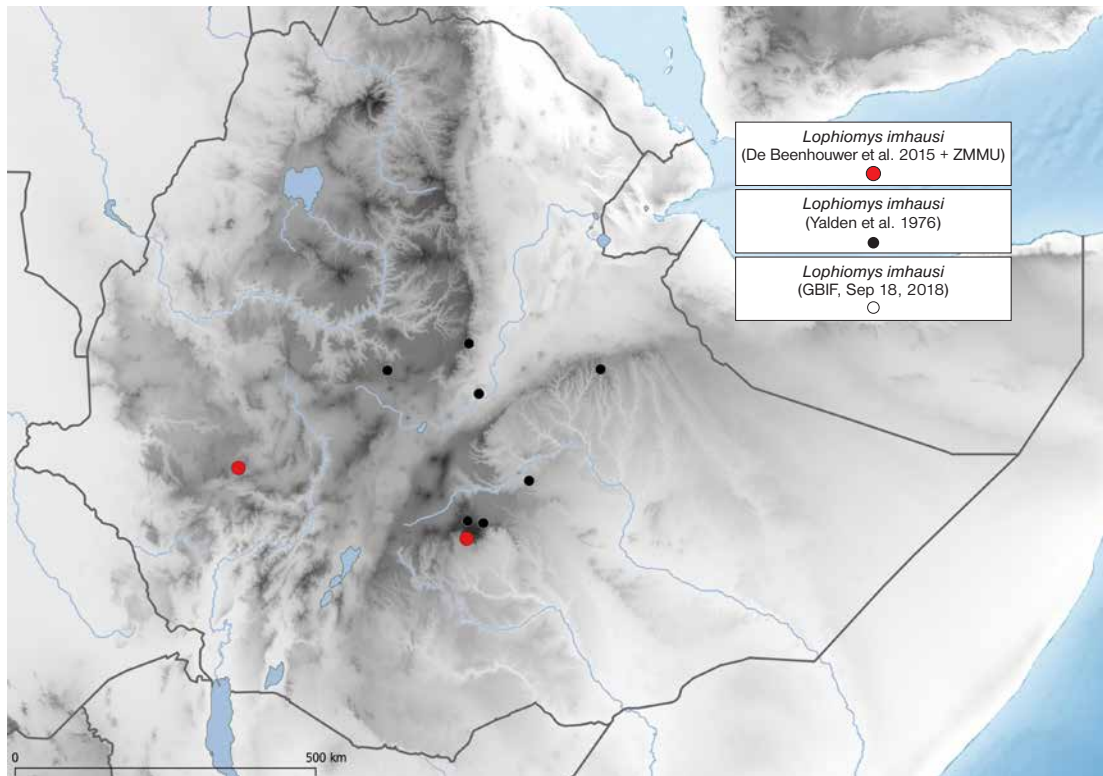 Lophiomys imhausi
(De Beenhouwer et al. 2015 + ZMMU)
Lophiomys imhausi
(Yalden et al. 1976)
Lophiomys imhausi
(GBIF, Sep 18, 2018)
0 500 km